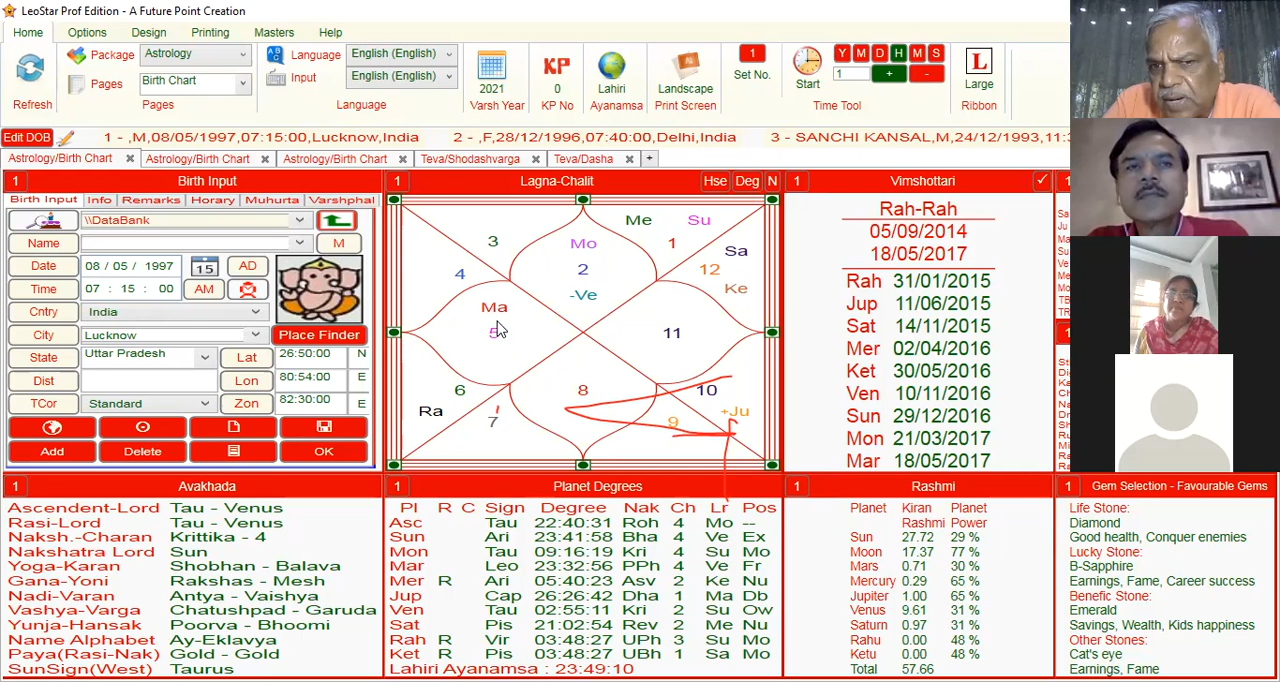 LeoStar Prof Edition - A Future Point Creation
Home Options Design Printing Masters Help
Refresh
Package Astrology
Pages Birth Chart
Pages
Language English (English)
Input English (English)
Language
2021
Varsh Year
KP
0
KP No
Lahiri
Ayanamsa
Landscape
Print Screen
1
Set No.
Start
Y M D H M S
1 + -
Time Tool
L
Large
Ribbon
Edit DOB 1 - ,M,08/05/1997,07:15:00,Lucknow,India 2 - ,F,28/12/1996,07:40:00,Delhi,India 3 - SANCHI KANSAL,M,24/12/1993,11:3
Astrology/Birth Chart Astrology/Birth Chart Astrology/Birth Chart Teva/Shodashvarga Teva/Dasha +
1 Birth Input
Birth Input Info Remarks Horary Muhurta Varshphal
\\DataBank
Name M
Date 08 / 05 / 1997 15 AD
Time 07 : 15 : 00 AM
Cntry India
City Lucknow Place Finder
State Uttar Pradesh Lat 26:50:00 N
Dist Lon 80:54:00 E
TCor Standard Zon 82:30:00 E
Add Delete OK
1 Lagna-Chalit Hse Deg N
Me Su
3 Mo 1
Sa
4 2 12
Ke
-Ve
Ma
5 11
6 8 10
Ra +Ju
7 9
1 Vimshottari
Rah-Rah
05/09/2014
18/05/2017
Rah 31/01/2015
Jup 11/06/2015
Sat 14/11/2015
Mer 02/04/2016
Ket 30/05/2016
Ven 10/11/2016
Sun 29/12/2016
Mon 21/03/2017
Mar 18/05/2017
1 Avakhada
Ascendent-Lord Tau - Venus
Rasi-Lord Tau - Venus
Naksh.-Charan Krittika - 4
Nakshatra Lord Sun
Yoga-Karan Shobhan - Balava
Gana-Yoni Rakshas - Mesh
Nadi-Varan Antya - Vaishya
Vashya-Varga Chatushpad - Garuda
Yunja-Hansak Poorva - Bhoomi
Name Alphabet Ay-Eklavya
Paya(Rasi-Nak) Gold - Gold
SunSign(West) Taurus
1 Planet Degrees
Pl R C Sign Degree Nak Ch Lr Pos
Asc Tau 22:40:31 Roh 4 Mo --
Sun Ari 23:41:58 Bha 4 Ve Ex
Mon Tau 09:16:19 Kri 4 Su Mo
Mar Leo 23:32:56 PPh 4 Ve Fr
Mer R Ari 05:40:23 Asv 2 Ke Nu
Jup Cap 26:26:42 Dha 1 Ma Db
Ven Tau 02:55:11 Kri 2 Su Ow
Sat Pis 21:02:54 Rev 2 Me Nu
Rah R Vir 03:48:27 UPh 3 Su Mo
Ket R Pis 03:48:27 UBh 1 Sa Mo
Lahiri Ayanamsa : 23:49:10
1 Rashmi
Planet Kiran Planet
Rashmi Power
Sun 27.72 29 %
Moon 17.37 77 %
Mars 0.71 30 %
Mercury 0.29 65 %
Jupiter 1.00 65 %
Venus 9.61 31 %
Saturn 0.97 31 %
Rahu 0.00 48 %
Ketu 0.00 48 %
Total 57.66
1 Gem Selection - Favourable Gems
Life Stone:
Diamond
Good health, Conquer enemies
Lucky Stone:
B-Sapphire
Earnings, Fame, Career success
Benefic Stone:
Emerald
Savings, Wealth, Kids happiness
Other Stones:
Cat's eye
Earnings, Fame